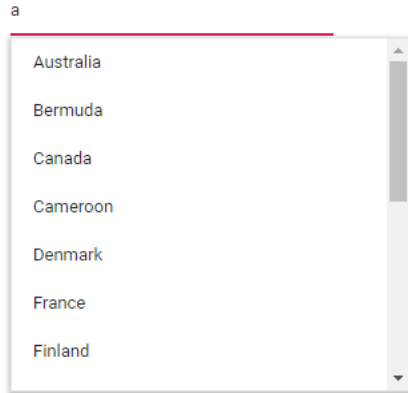 a
Australia
Bermuda
Canada
Cameroon
Denmark
France
Finland